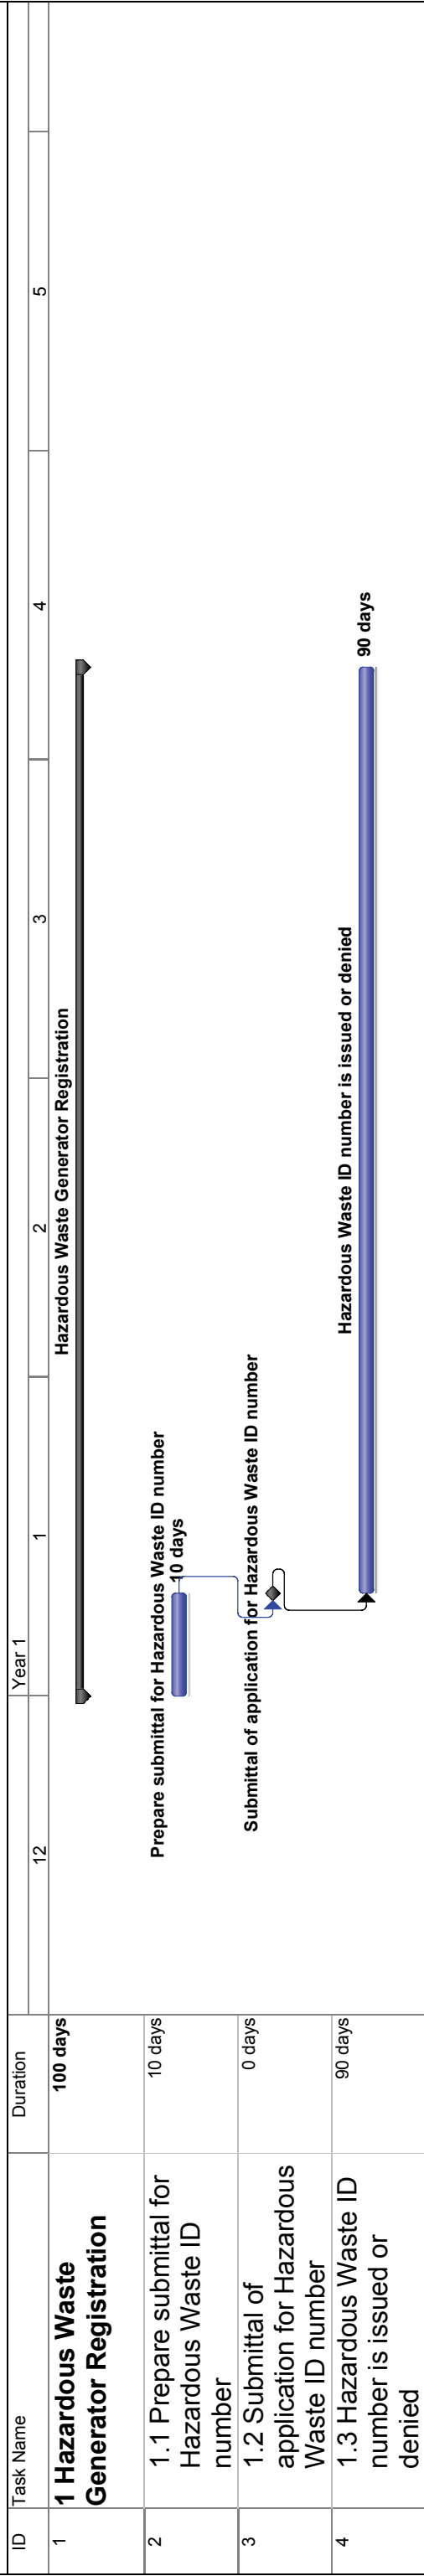 ID
Task Name
Duration
Year 1
12
1
2
3
4
5
1
1 Hazardous Waste
Generator Registration
100 days
Hazardous Waste Generator Registration
2
1.1 Prepare submittal for
Hazardous Waste ID
number
10 days
Prepare submittal for Hazardous Waste ID number
10 days
3
1.2 Submittal of
application for Hazardous
Waste ID number
0 days
Submittal of application for Hazardous Waste ID number
4
1.3 Hazardous Waste ID
number is issued or
denied
90 days
Hazardous Waste ID number is issued or denied
90 days